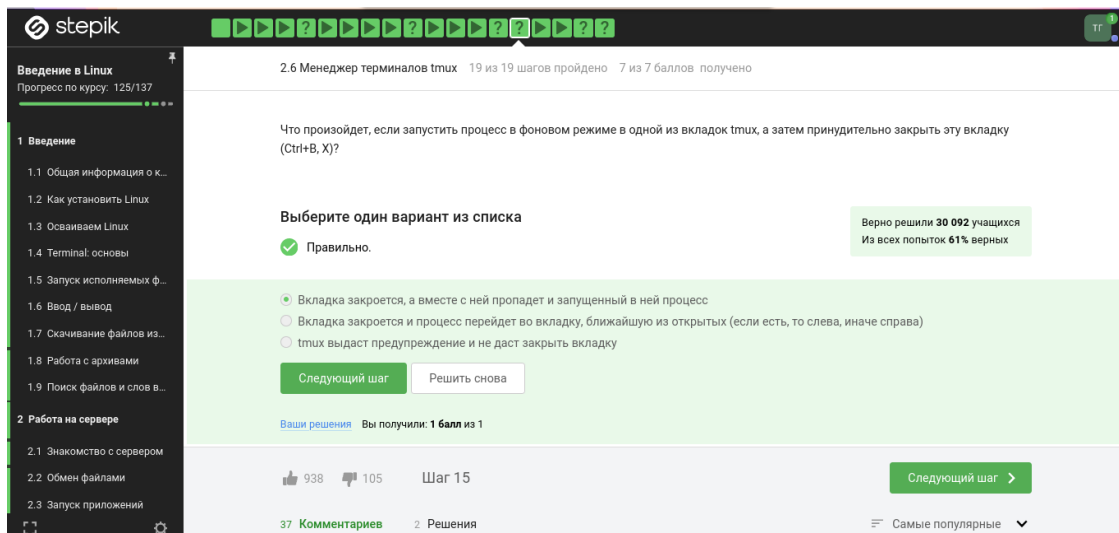 stepik
ТГ
1
Введение в Linux
Прогресс по курсу: 125/137
1 Введение
1.1 Общая информация о к...
1.2 Как установить Linux
1.3 Осваиваем Linux
1.4 Terminal: основы
1.5 Запуск исполняемых ф...
1.6 Ввод / вывод
1.7 Скачивание файлов из...
1.8 Работа с архивами
1.9 Поиск файлов и слов в...
2 Работа на сервере
2.1 Знакомство с сервером
2.2 Обмен файлами
2.3 Запуск приложений
2.6 Менеджер терминалов tmux 19 из 19 шагов пройдено 7 из 7 баллов получено
Что произойдет, если запустить процесс в фоновом режиме в одной из вкладок tmux, а затем принудительно закрыть эту вкладку
(Ctrl+B, X)?
Выберите один вариант из списка
Правильно.
Верно решили 30 092 учащихся
Из всех попыток 61% верных
Вкладка закроется, а вместе с ней пропадет и запущенный в ней процесс
Вкладка закроется и процесс перейдет во вкладку, ближайшую из открытых (если есть, то слева, иначе справа)
tmux выдаст предупреждение и не даст закрыть вкладку
Следующий шаг Решить снова
Ваши решения Вы получили: 1 балл из 1
938 105 Шаг 15 Следующий шаг
37 Комментариев 2 Решения Самые популярные